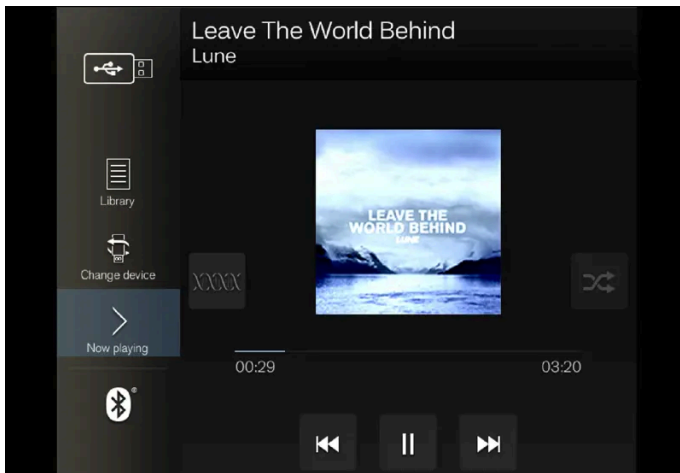 Leave The World Behind
Lune
Library
Change device
Now playing
LEAVE THE
WORLD BEHIND
LUNE
XXXX
00:29
03:20